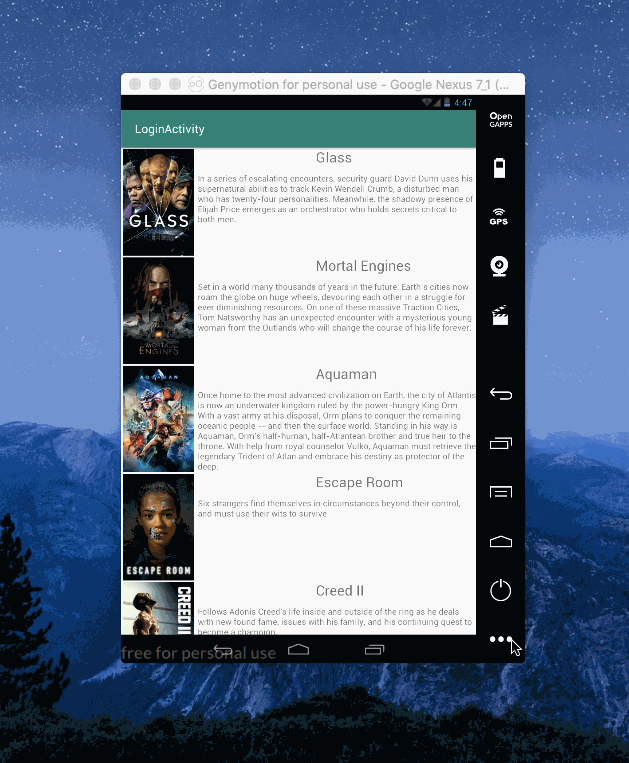 Genymotion for personal use - Google Nexus 7_1 (...
4:47
Open
GAPPS
LoginActivity
GPS
Glass
In a series of escalating encounters, security guard David Dunn uses his
supernatural abilities to track Kevin Wendell Crumb, a disturbed man
who has twenty-four personalities. Meanwhile, the shadowy presence of
Elijah Price emerges as an orchestrator who holds secrets critical to
both men.
GLASS
Mortal Engines
Set in a world many thousands of years in the future. Earth's cities now
roam the globe on huge wheels, devouring each other in a struggle for
ever diminishing resources. On one of these massive Traction Cities,
Tom Natsworthy has an unexpected encounter with a mysterious young
woman from the Outlands who will change the course of his life forever.
MORTAL
ENGINES
Aquaman
AQUAMAN
Once home to the most advanced civilization on Earth, the city of Atlantis
is now an underwater kingdom ruled by the power-hungry King Orm.
With a vast army at his disposal, Orm plans to conquer the remaining
oceanic people -- and then the surface world. Standing in his way is
Aquaman, Orm's half-human, half-Atlantean brother and true heir to the
throne. With help from royal counselor Vulko, Aquaman must retrieve the
legendary Trident of Atlan and embrace his destiny as protector of the
deep.
Escape Room
Six strangers find themselves in circumstances beyond their control,
and must use their wits to survive.
ESCAPE ROOM
Creed II
CREED II
Follows Adonis Creed's life inside and outside of the ring as he deals
with new found fame, issues with his family, and his continuing quest to
become a champion.
free for personal use